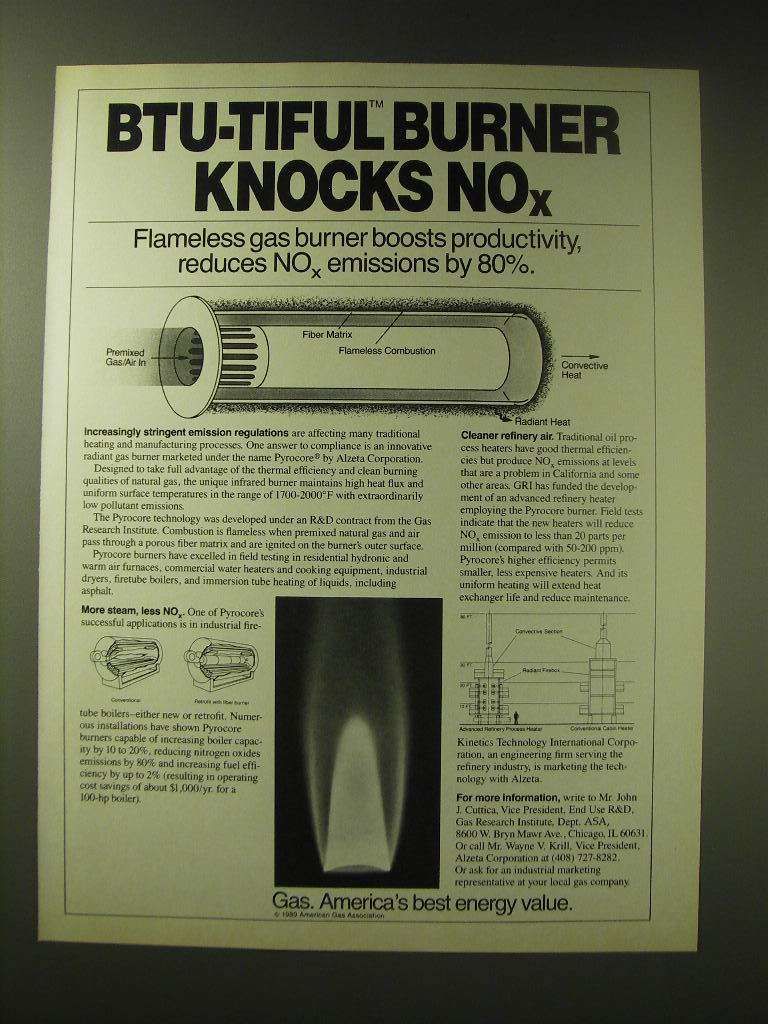 BTU-TIFUL™ BURNER
KNOCKS NOx
Flameless gas burner boosts productivity,
reduces NOx emissions by 80%.
Premixed
Gas/Air In
Fiber Matrix
Flameless Combustion
Convective
Heat
Radiant Heat
Increasingly stringent emission regulations are affecting many traditional
heating and manufacturing processes. One answer to compliance is an innovative
radiant gas burner marketed under the name Pyrocore® by Alzeta Corporation.
Designed to take full advantage of the thermal efficiency and clean burning
qualities of natural gas, the unique infrared burner maintains high heat flux and
uniform surface temperatures in the range of 1700-2000°F with extraordinarily
low pollutant emissions.
The Pyrocore technology was developed under an R&D contract from the Gas
Research Institute. Combustion is flameless when premixed natural gas and air
pass through a porous fiber matrix and are ignited on the burner's outer surface.
Pyrocore burners have excelled in field testing in residential hydronic and
warm air furnaces, commercial water heaters and cooking equipment, industrial
dryers, firetube boilers, and immersion tube heating of liquids, including
asphalt.
More steam, less NOx. One of Pyrocore's
successful applications is in industrial fire-
Conventional
Retrofit with fiber burner
tube boilers–either new or retrofit. Numer-
ous installations have shown Pyrocore
burners capable of increasing boiler capac-
ity by 10 to 20%, reducing nitrogen oxides
emissions by 80% and increasing fuel effi-
ciency by up to 2% (resulting in operating
cost savings of about $1,000/yr. for a
100-hp boiler).
Cleaner refinery air. Traditional oil pro-
cess heaters have good thermal efficien-
cies but produce NOx emissions at levels
that are a problem in California and some
other areas. GRI has funded the develop-
ment of an advanced refinery heater
employing the Pyrocore burner. Field tests
indicate that the new heaters will reduce
NOx emission to less than 20 parts per
million (compared with 50-200 ppm).
Pyrocore's higher efficiency permits
smaller, less expensive heaters. And its
uniform heating will extend heat
exchanger life and reduce maintenance.
Convective Section
Radiant Firebox
Advanced Refinery Process Heater
Conventional Cabin Heater
Kinetics Technology International Corpo-
ration, an engineering firm serving the
refinery industry, is marketing the tech-
nology with Alzeta.
For more information, write to Mr. John
J. Cuttica, Vice President, End Use R&D,
Gas Research Institute, Dept. ASA,
8600 W. Bryn Mawr Ave., Chicago, IL 60631.
Or call Mr. Wayne V. Krill, Vice President,
Alzeta Corporation at (408) 727-8282.
Or ask for an industrial marketing
representative at your local gas company.
Gas. America's best energy value.
© 1989 American Gas Association